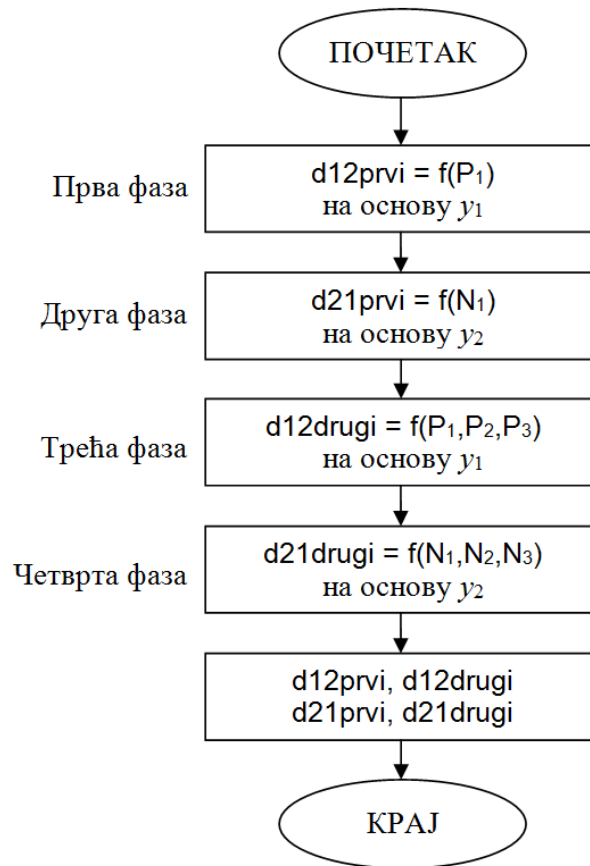 ПОЧЕТАК
Прва фаза
d12prvi = f(P₁)
на основу y₁
Друга фаза
d21prvi = f(N₁)
на основу y₂
Трећа фаза
d12drugi = f(P₁,P₂,P₃)
на основу y₁
Четврта фаза
d21drugi = f(N₁,N₂,N₃)
на основу y₂
d12prvi, d12drugi
d21prvi, d21drugi
КРАЈ